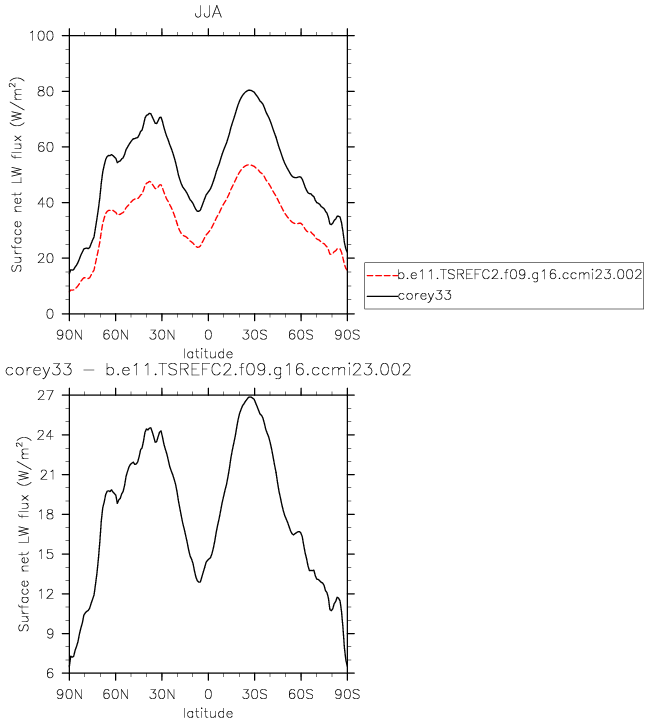 JJA
Surface net LW flux (W/m²)
100
80
60
40
20
0
90N 60N 30N 0 30S 60S 90S
latitude
b.e11.TSREFC2.f09.g16.ccmi23.002
corey33
corey33 − b.e11.TSREFC2.f09.g16.ccmi23.002
Surface net LW flux (W/m²)
27
24
21
18
15
12
9
6
90N 60N 30N 0 30S 60S 90S
latitude